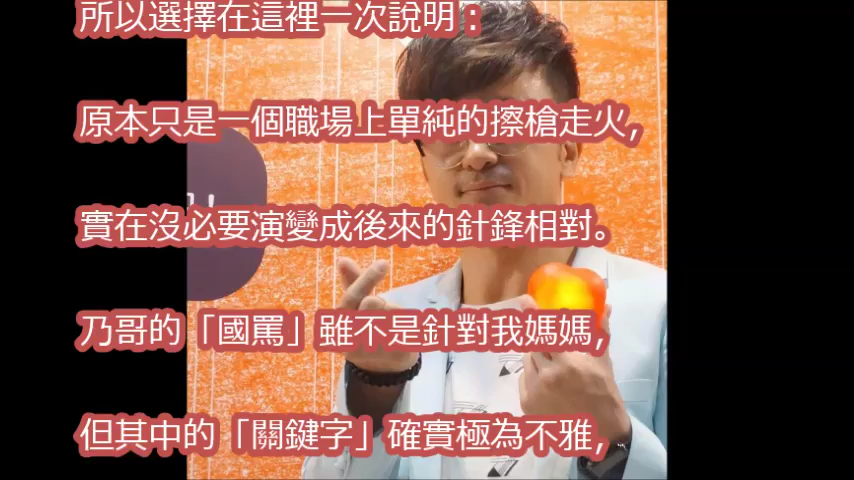 所以選擇在這裡一次說明：
原本只是一個職場上單純的擦槍走火，
實在沒必要演變成後來的針鋒相對。
乃哥的「國罵」雖不是針對我媽媽，
但其中的「關鍵字」確實極為不雅，